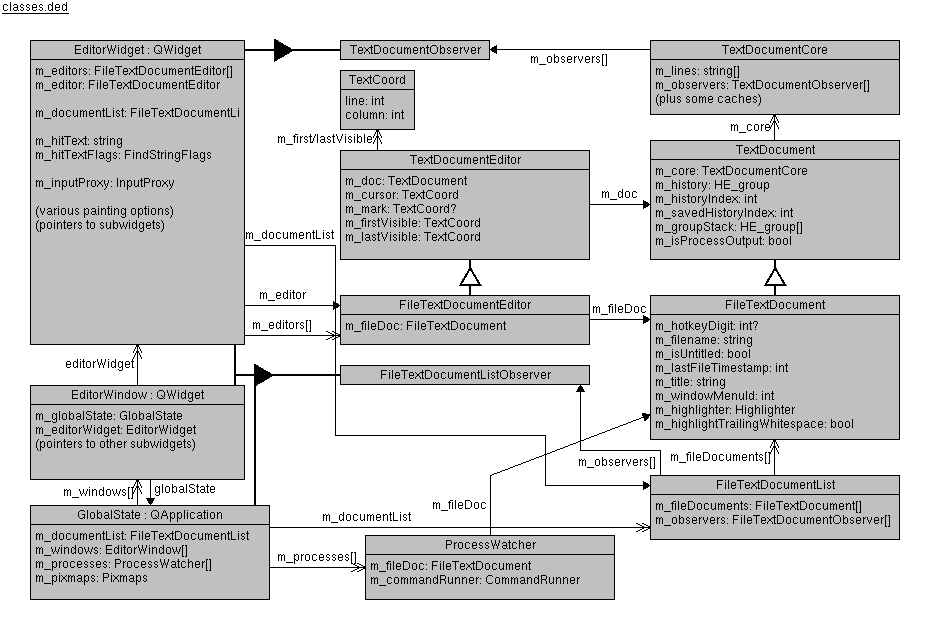 classes.ded
EditorWidget : QWidget
m_editors: FileTextDocumentEditor[]
m_editor: FileTextDocumentEditor
m_documentList: FileTextDocumentLi
m_hitText: string
m_hitTextFlags: FindStringFlags
m_inputProxy: InputProxy
(various painting options)
(pointers to subwidgets)
TextDocumentObserver
m_observers[]
TextDocumentCore
m_lines: string[]
m_observers: TextDocumentObserver[]
(plus some caches)
TextCoord
line: int
column: int
m_first/lastVisible
m_core
TextDocumentEditor
m_doc: TextDocument
m_cursor: TextCoord
m_mark: TextCoord?
m_firstVisible: TextCoord
m_lastVisible: TextCoord
m_doc
TextDocument
m_core: TextDocumentCore
m_history: HE_group
m_historyIndex: int
m_savedHistoryIndex: int
m_groupStack: HE_group[]
m_isProcessOutput: bool
m_documentList
m_editor
m_editors[]
FileTextDocumentEditor
m_fileDoc: FileTextDocument
m_fileDoc
FileTextDocument
m_hotkeyDigit: int?
m_filename: string
m_isUntitled: bool
m_lastFileTimestamp: int
m_title: string
m_windowMenuId: int
m_highlighter: Highlighter
m_highlightTrailingWhitespace: bool
editorWidget
FileTextDocumentListObserver
EditorWindow : QWidget
m_globalState: GlobalState
m_editorWidget: EditorWidget
(pointers to other subwidgets)
m_observers[]
m_fileDocuments[]
m_windows[]
globalState
m_fileDoc
FileTextDocumentList
m_fileDocuments: FileTextDocument[]
m_observers: FileTextDocumentObserver[]
GlobalState : QApplication
m_documentList: FileTextDocumentList
m_windows: EditorWindow[]
m_processes: ProcessWatcher[]
m_pixmaps: Pixmaps
m_documentList
m_processes[]
ProcessWatcher
m_fileDoc: FileTextDocument
m_commandRunner: CommandRunner